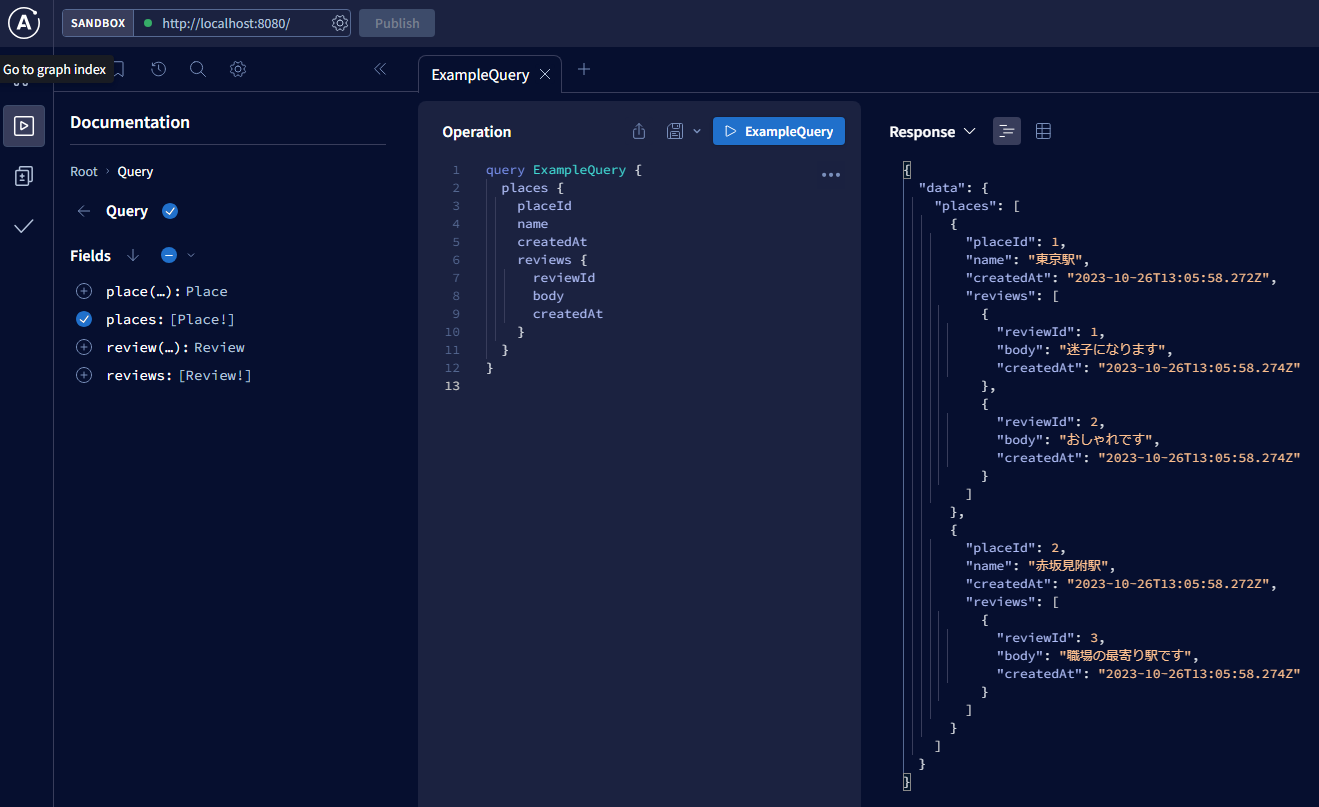 SANDBOX
http://localhost:8080/
Publish
Go to graph index
ExampleQuery
Documentation
Root › Query
Query
Fields
place(…): Place
places: [Place!]
review(…): Review
reviews: [Review!]
Operation
ExampleQuery
1 query ExampleQuery {
2 places {
3 placeId
4 name
5 createdAt
6 reviews {
7 reviewId
8 body
9 createdAt
10 }
11 }
12 }
13
Response
{
"data": {
"places": [
{
"placeId": 1,
"name": "東京駅",
"createdAt": "2023-10-26T13:05:58.272Z",
"reviews": [
{
"reviewId": 1,
"body": "迷子になります",
"createdAt": "2023-10-26T13:05:58.274Z"
},
{
"reviewId": 2,
"body": "おしゃれです",
"createdAt": "2023-10-26T13:05:58.274Z"
}
]
},
{
"placeId": 2,
"name": "赤坂見附駅",
"createdAt": "2023-10-26T13:05:58.272Z",
"reviews": [
{
"reviewId": 3,
"body": "職場の最寄り駅です",
"createdAt": "2023-10-26T13:05:58.274Z"
}
]
}
]
}
}